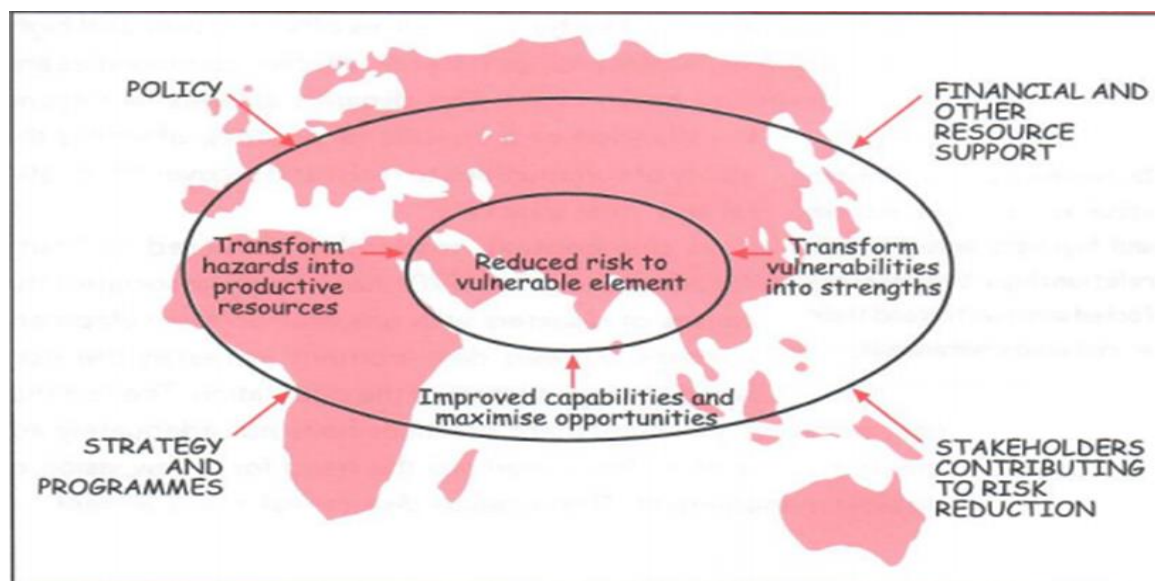 POLICY
FINANCIAL AND
OTHER
RESOURCE
SUPPORT
Transform
hazards into
productive
resources
Reduced risk to
vulnerable element
Transform
vulnerabilities
into strengths
Improved capabilities and
maximise opportunities
STRATEGY
AND
PROGRAMMES
STAKEHOLDERS
CONTRIBUTING
TO RISK
REDUCTION